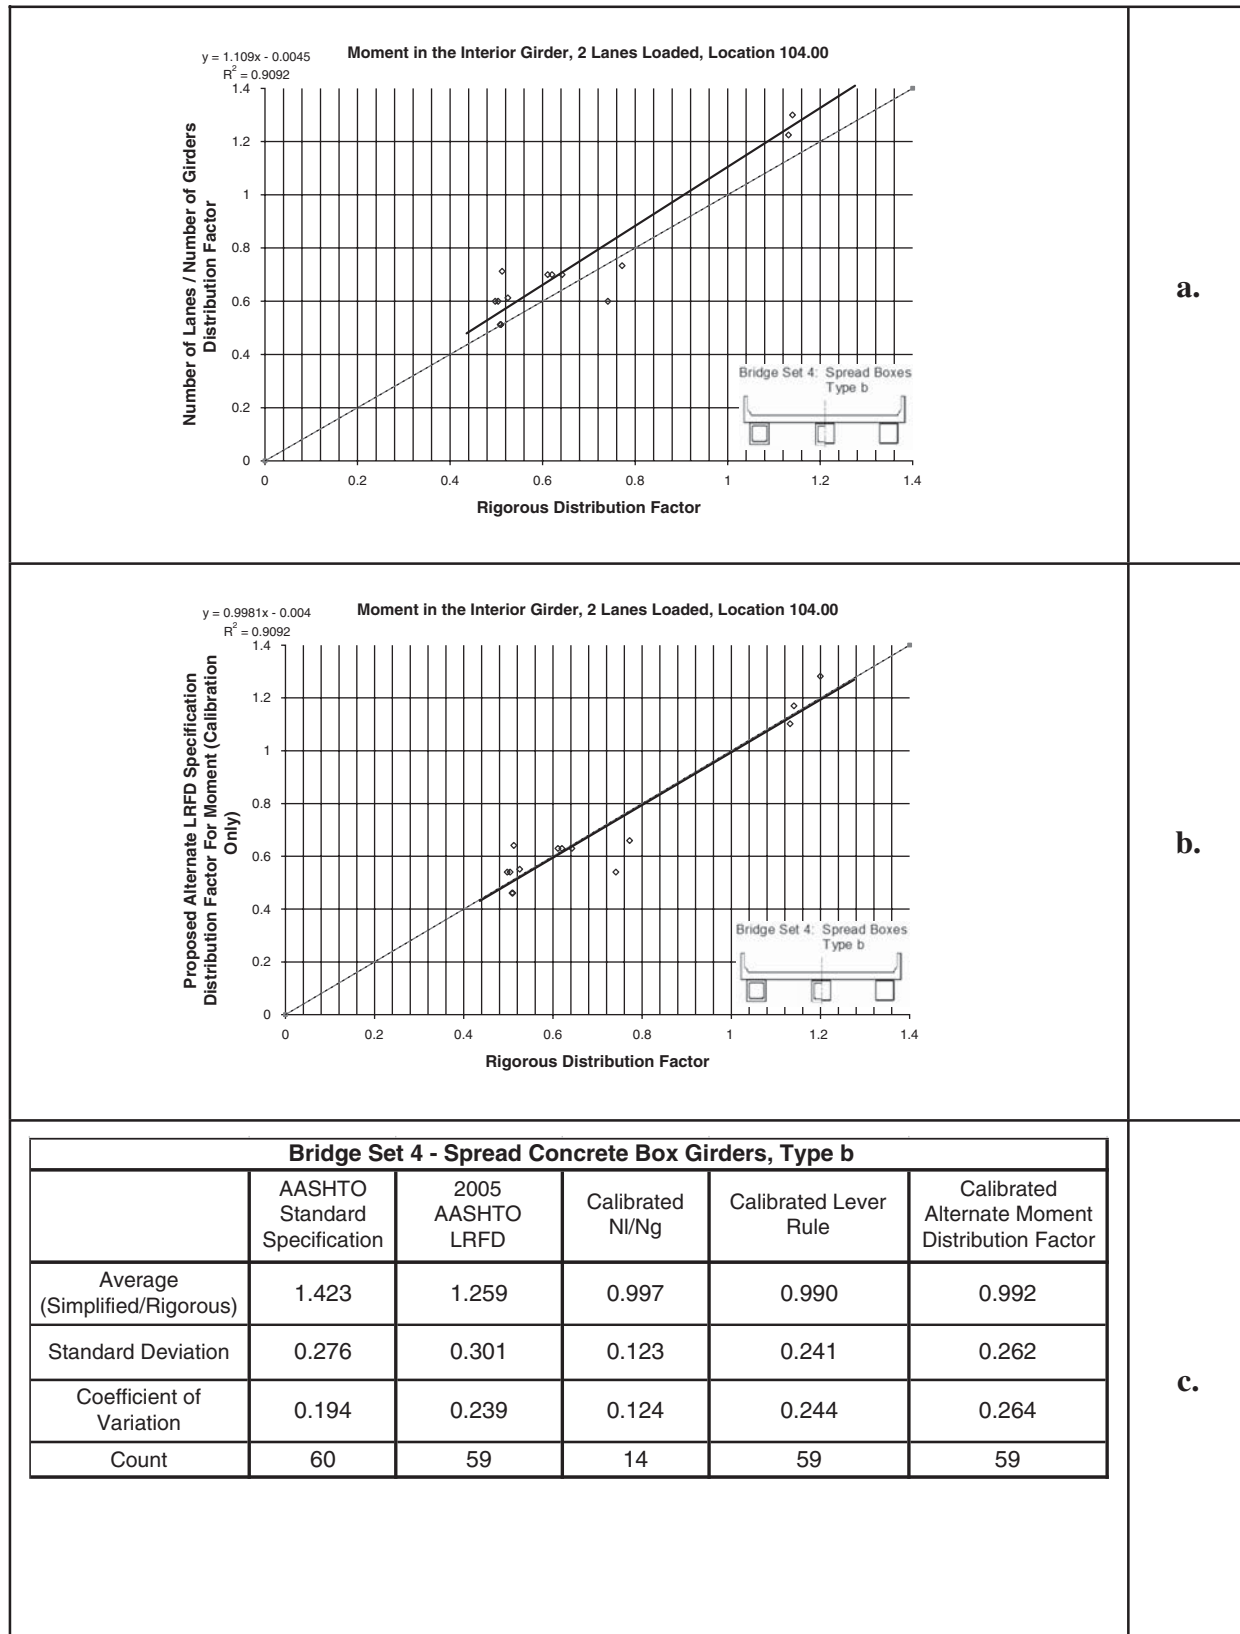 y = 1.109x - 0.0045
R² = 0.9092
Moment in the Interior Girder, 2 Lanes Loaded, Location 104.00
Number of Lanes / Number of Girders
Distribution Factor
1.4
1.2
1
0.8
0.6
0.4
0.2
0
0
0.2
0.4
0.6
0.8
1
1.2
1.4
Rigorous Distribution Factor
Bridge Set 4: Spread Boxes
Type b
a.
y = 0.9981x - 0.004
R² = 0.9092
Moment in the Interior Girder, 2 Lanes Loaded, Location 104.00
Proposed Alternate LRFD Specification
Distribution Factor For Moment (Calibration
Only)
1.4
1.2
1
0.8
0.6
0.4
0.2
0
0
0.2
0.4
0.6
0.8
1
1.2
1.4
Rigorous Distribution Factor
Bridge Set 4: Spread Boxes
Type b
b.
Bridge Set 4 - Spread Concrete Box Girders, Type b
AASHTO
Standard
Specification
2005
AASHTO
LRFD
Calibrated
Nl/Ng
Calibrated Lever
Rule
Calibrated
Alternate Moment
Distribution Factor
Average
(Simplified/Rigorous)
1.423
1.259
0.997
0.990
0.992
Standard Deviation
0.276
0.301
0.123
0.241
0.262
Coefficient of
Variation
0.194
0.239
0.124
0.244
0.264
Count
60
59
14
59
59
c.